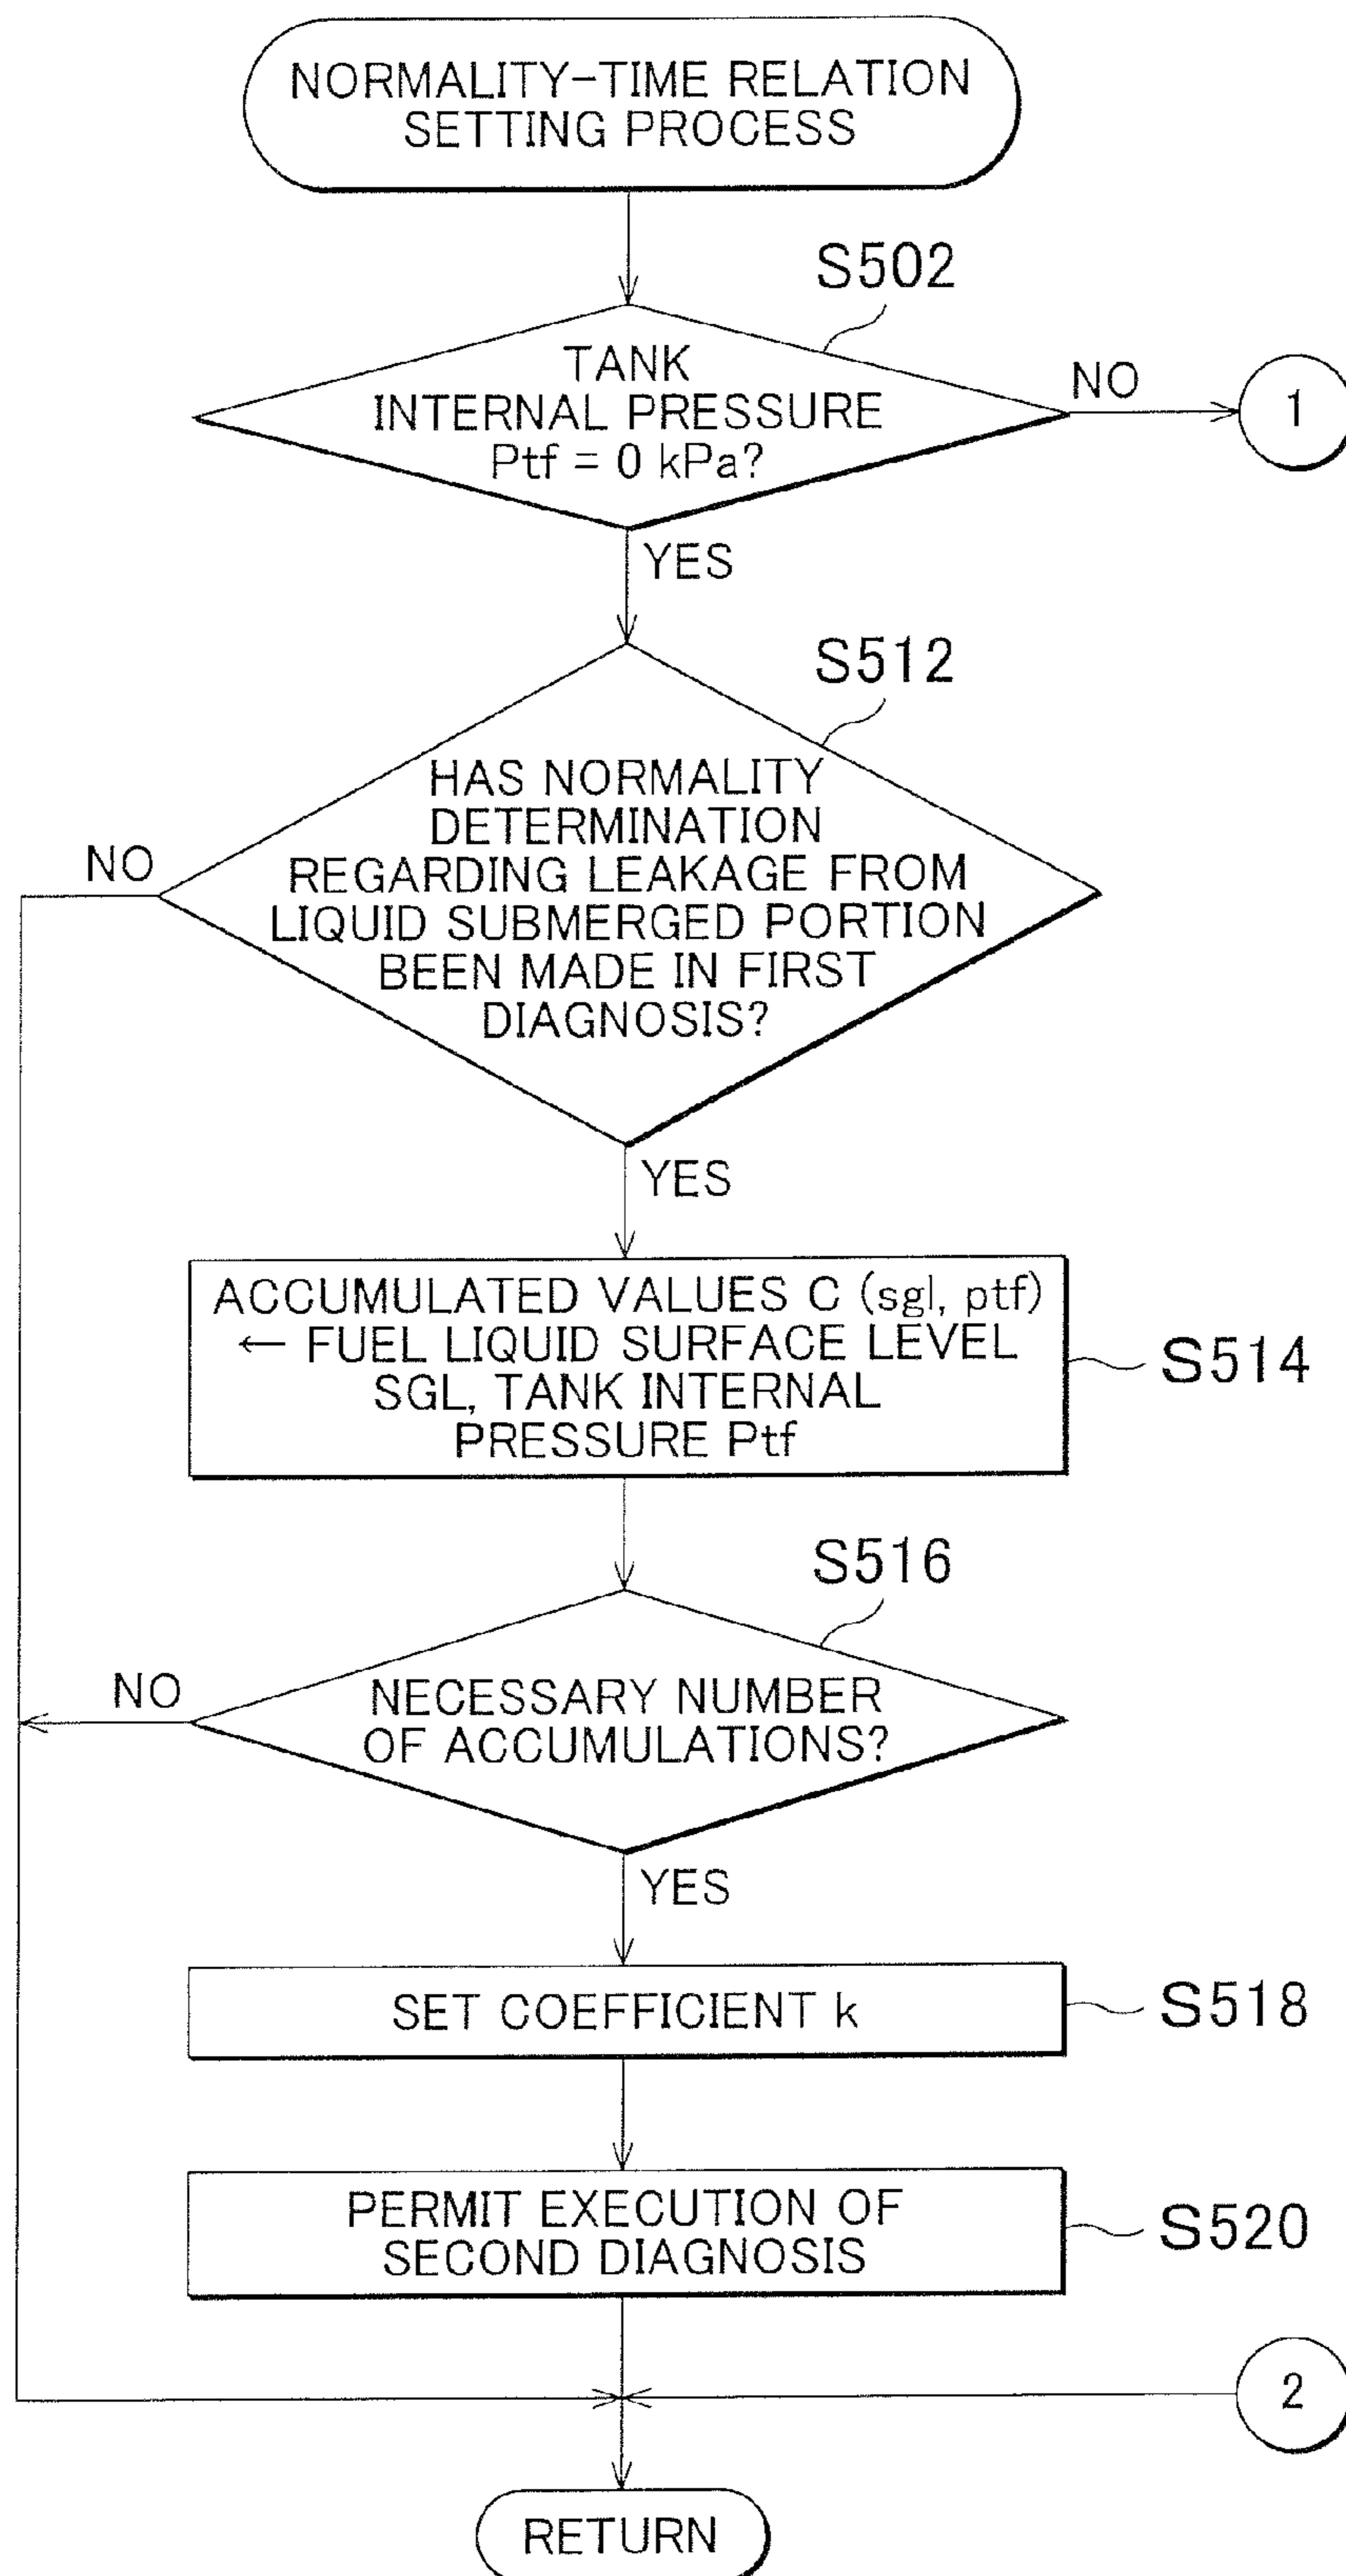 NORMALITY-TIME RELATION
SETTING PROCESS
S502
TANK
INTERNAL PRESSURE
Ptf = 0 kPa?
NO
1
YES
S512
HAS NORMALITY
DETERMINATION
REGARDING LEAKAGE FROM
LIQUID SUBMERGED PORTION
BEEN MADE IN FIRST
DIAGNOSIS?
NO
YES
ACCUMULATED VALUES C (sgl, ptf)
← FUEL LIQUID SURFACE LEVEL
SGL, TANK INTERNAL
PRESSURE Ptf
S514
S516
NECESSARY NUMBER
OF ACCUMULATIONS?
NO
YES
SET COEFFICIENT k
S518
PERMIT EXECUTION OF
SECOND DIAGNOSIS
S520
2
RETURN